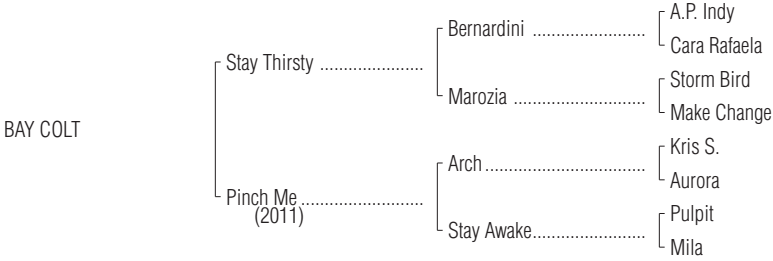 A.P. Indy
Bernardini ........................
Cara Rafaela
Stay Thirsty ......................
Storm Bird
Marozia ............................
Make Change
BAY COLT
Kris S.
Arch ..................................
Aurora
Pinch Me ..........................
(2011)
Pulpit
Stay Awake........................
Mila